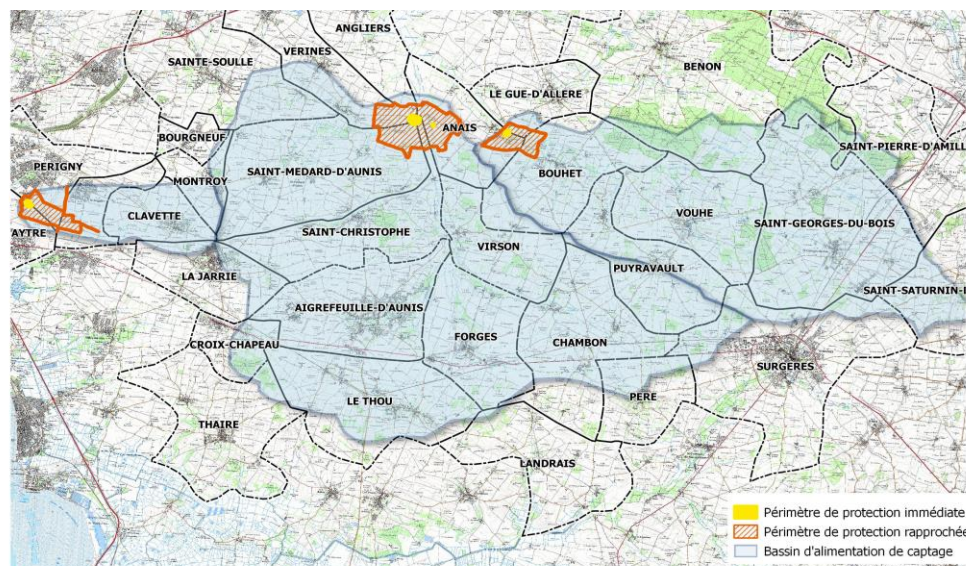 ANGLIERS
VERINES
SAINTE-SOULLE
BENON
LE GUE-D'ALLERE
ANAIS
BOURGNEUF
SAINT-PIERRE-D'AMILL
PERIGNY
SAINT-MEDARD-D'AUNIS
BOUHET
MONTROY
CLAVETTE
VOUHE
SAINT-GEORGES-DU-BOIS
AYTRE
SAINT-CHRISTOPHE
VIRSON
PUYRAVAULT
LA JARRIE
SAINT-SATURNIN-D
AIGREFEUILLE-D'AUNIS
CROIX-CHAPEAU
FORGES
CHAMBON
SURGERES
LE THOU
PERE
THAIRE
LANDRAIS
Périmètre de protection immédiate
Périmètre de protection rapprochée
Bassin d'alimentation de captage